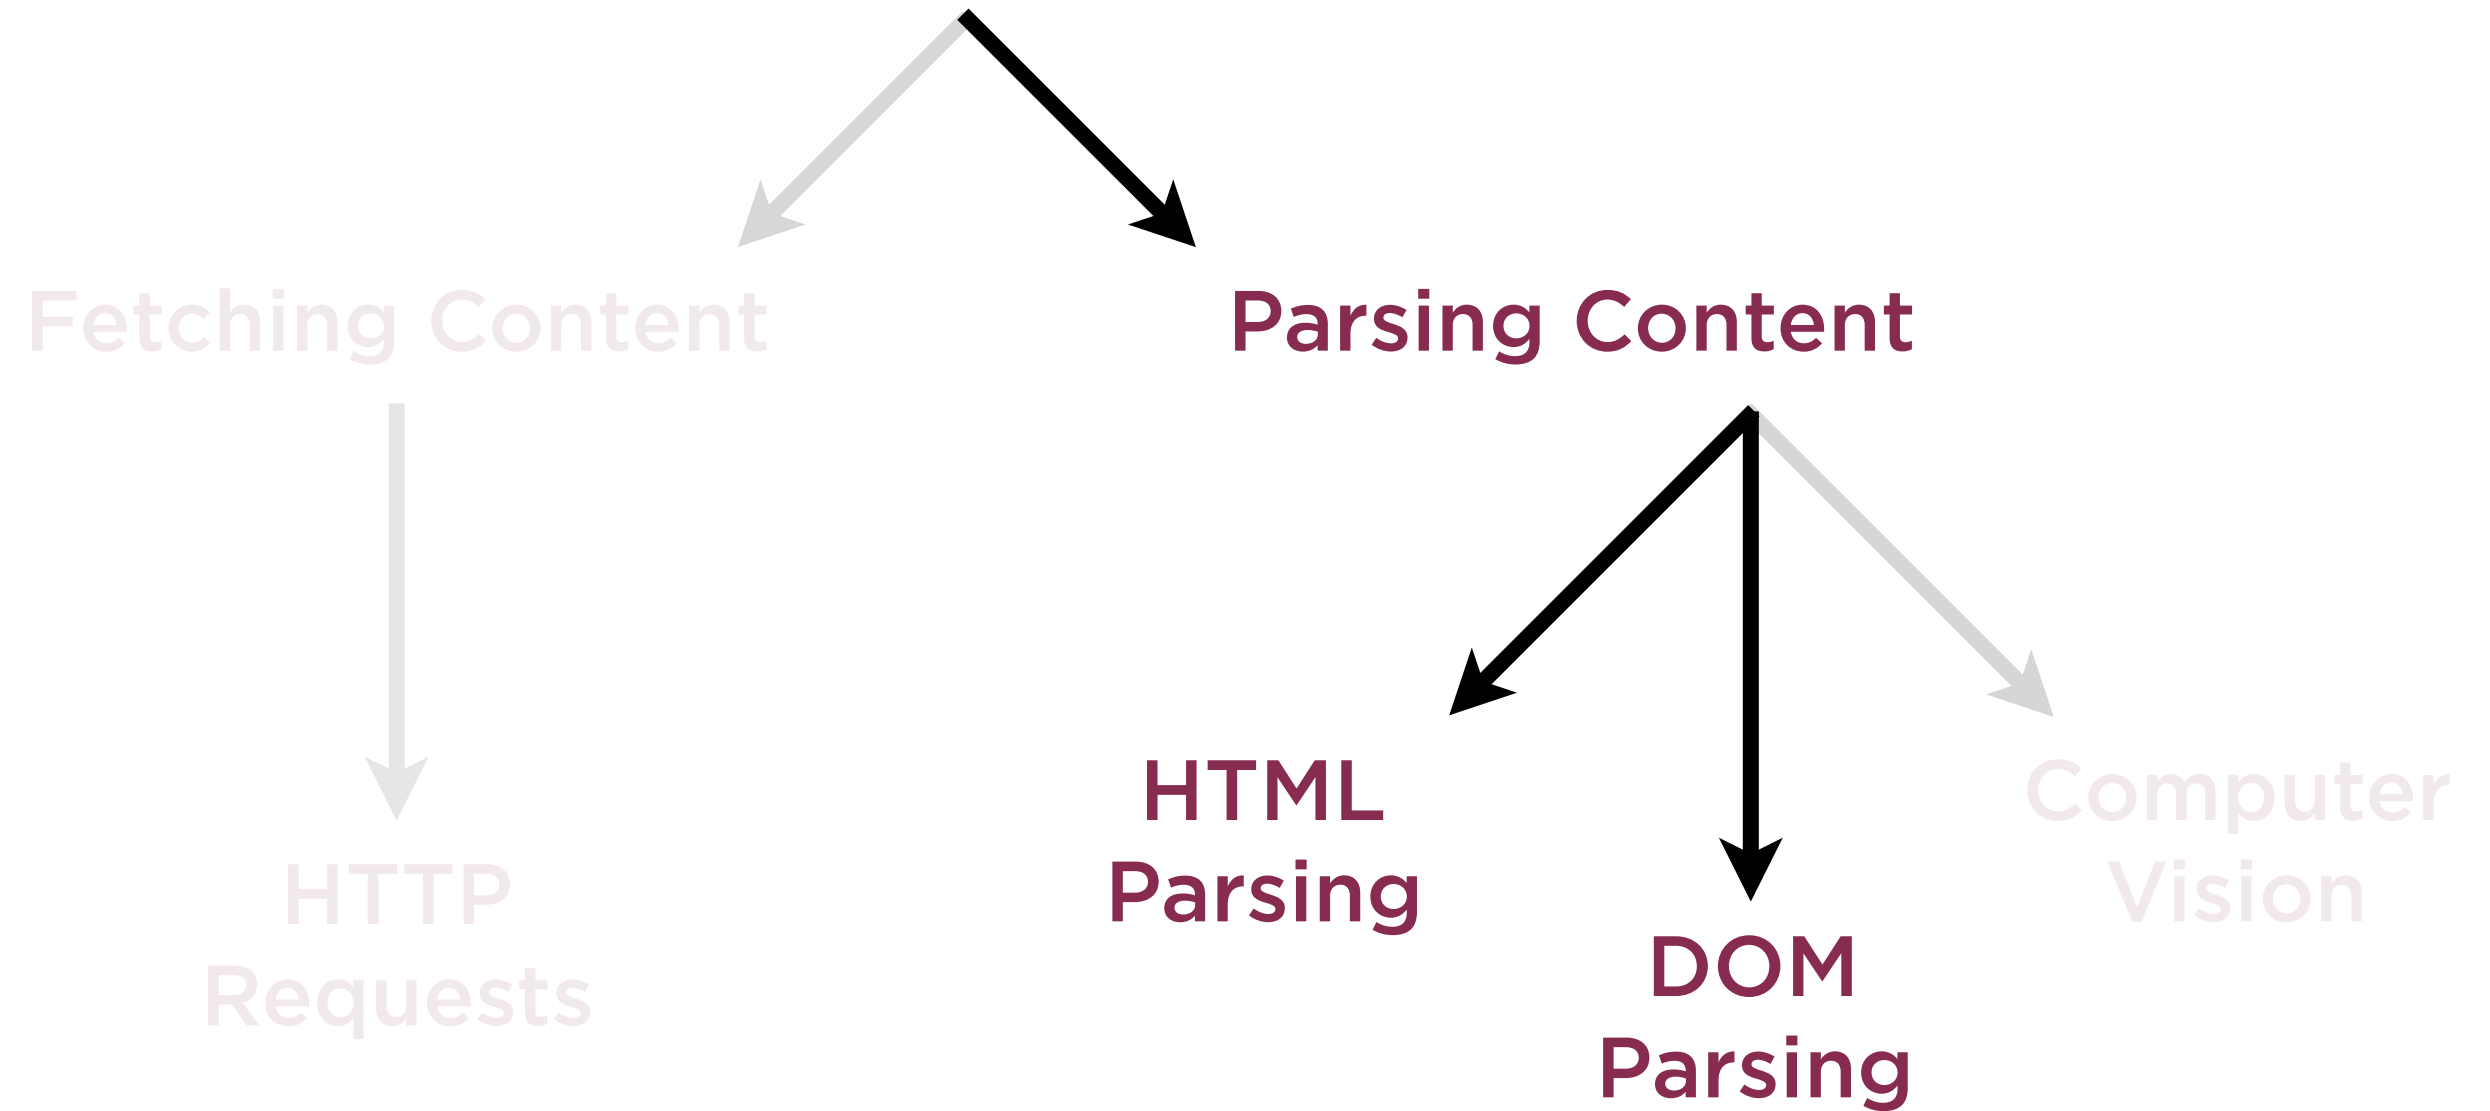 Fetching Content
Parsing Content
HTTP
Requests
HTML
Parsing
DOM
Parsing
Computer
Vision